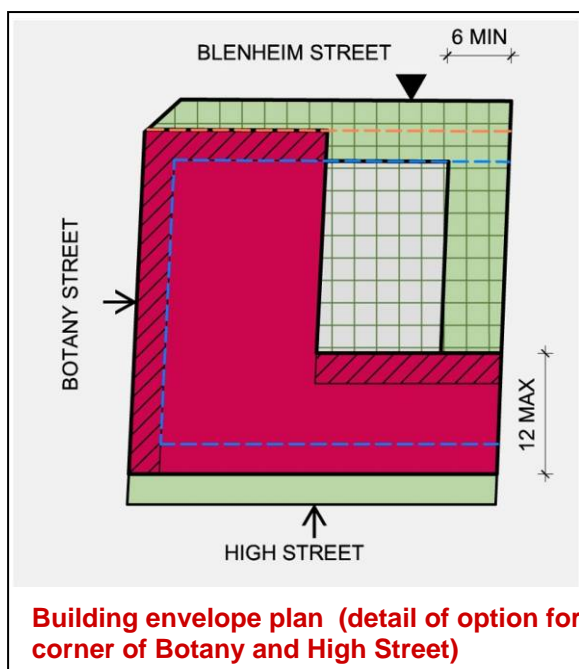 6 MIN
BLENHEIM STREET
BOTANY STREET
12 MAX
HIGH STREET
Building envelope plan (detail of option for
corner of Botany and High Street)